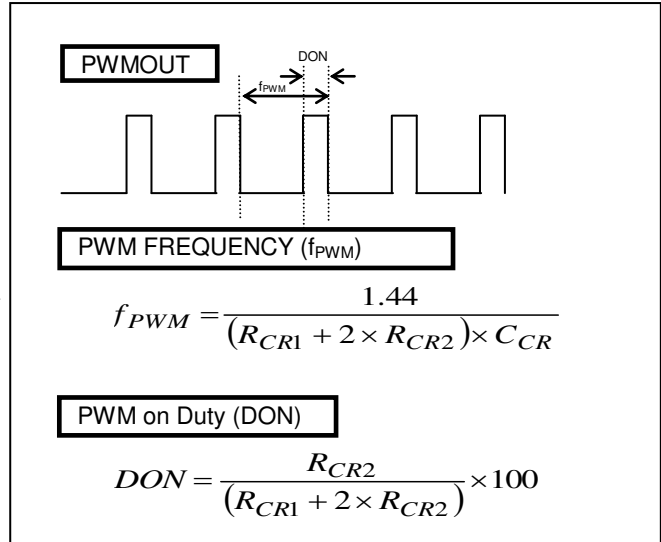 PWMOUT
DON
fPWM
PWM FREQUENCY (fPWM)
fPWM = 1.44 / (RCR1 + 2 × RCR2) × CCR
PWM on Duty (DON)
DON = RCR2 / (RCR1 + 2 × RCR2) × 100